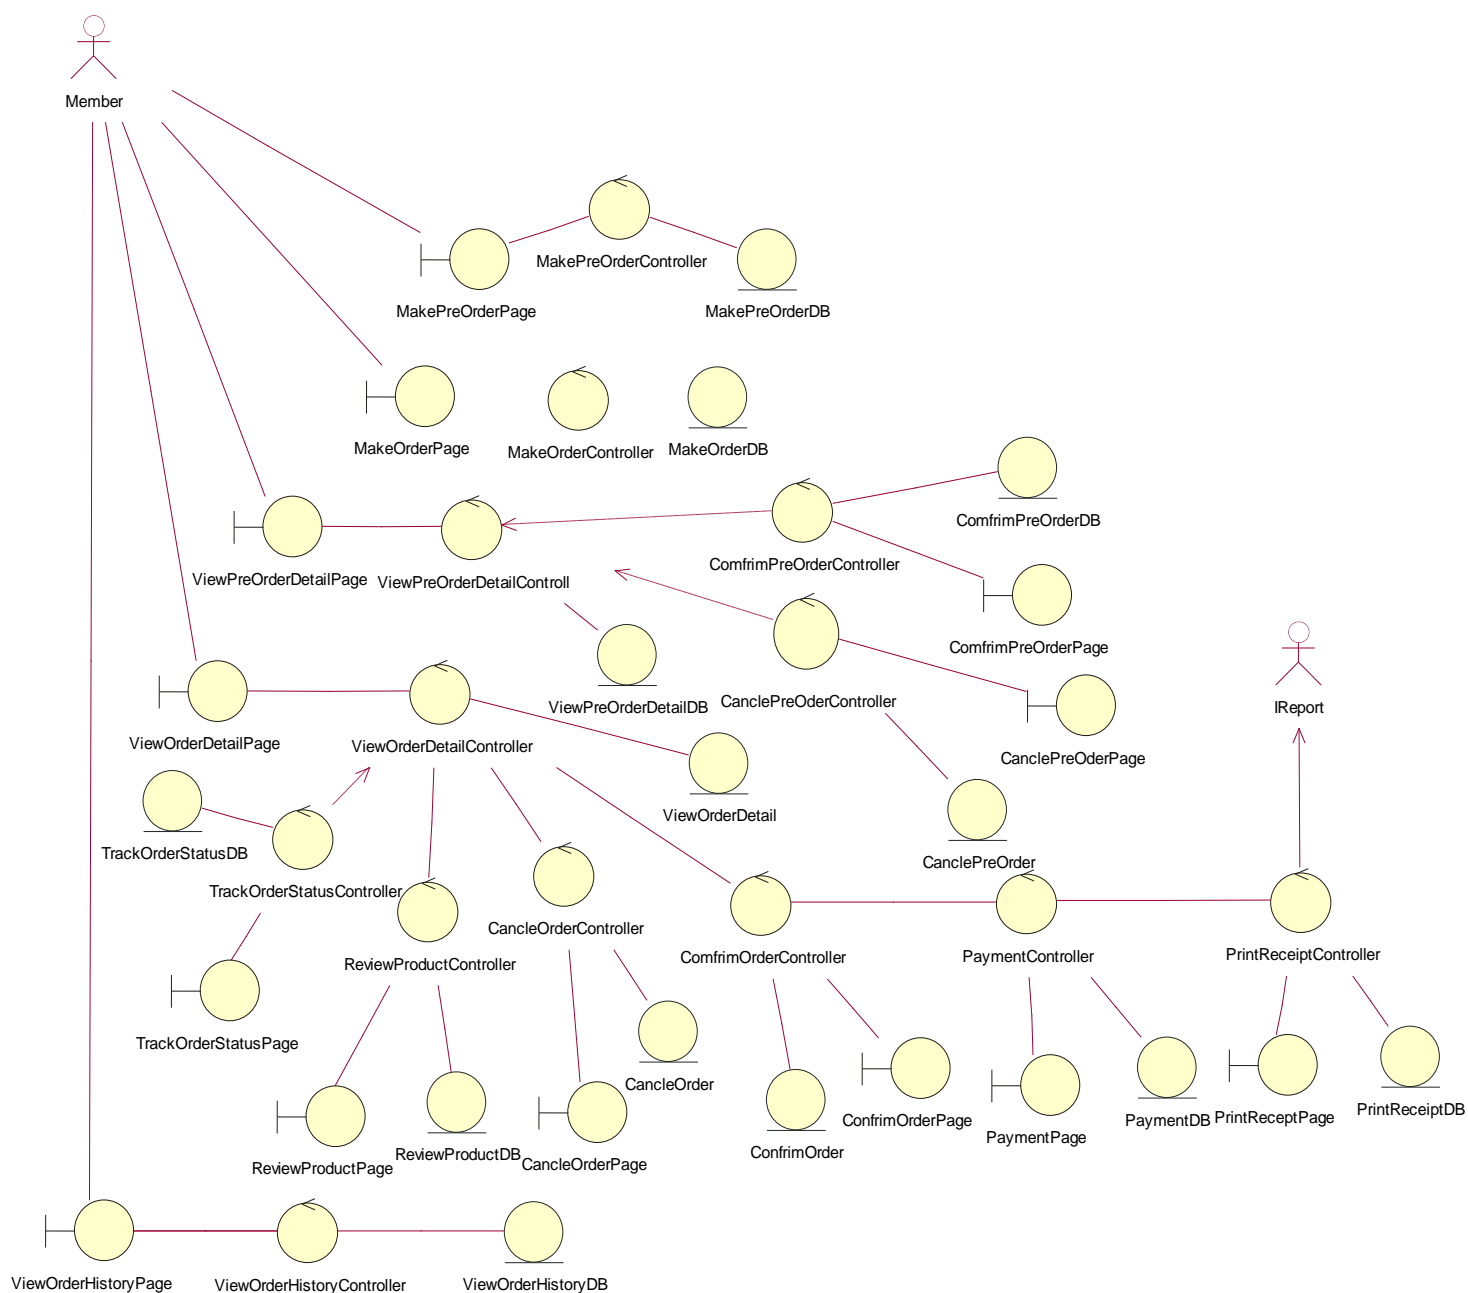 Member
MakePreOrderController
MakePreOrderPage
MakePreOrderDB
MakeOrderPage
MakeOrderController
MakeOrderDB
ComfrimPreOrderDB
ComfrimPreOrderController
ViewPreOrderDetailPage
ViewPreOrderDetailControll
ComfrimPreOrderPage
CanclePreOderController
ViewPreOrderDetailDB
IReport
ViewOrderDetailPage
ViewOrderDetailController
CanclePreOderPage
ViewOrderDetail
TrackOrderStatusDB
CanclePreOrder
TrackOrderStatusController
CancleOrderController
ReviewProductController
ComfrimOrderController
PaymentController
PrintReceiptController
TrackOrderStatusPage
CancleOrder
ConfrimOrderPage
PaymentDB
PrintReceptPage
PrintReceiptDB
PaymentPage
ConfrimOrder
ReviewProductPage
ReviewProductDB
CancleOrderPage
ViewOrderHistoryPage
ViewOrderHistoryController
ViewOrderHistoryDB